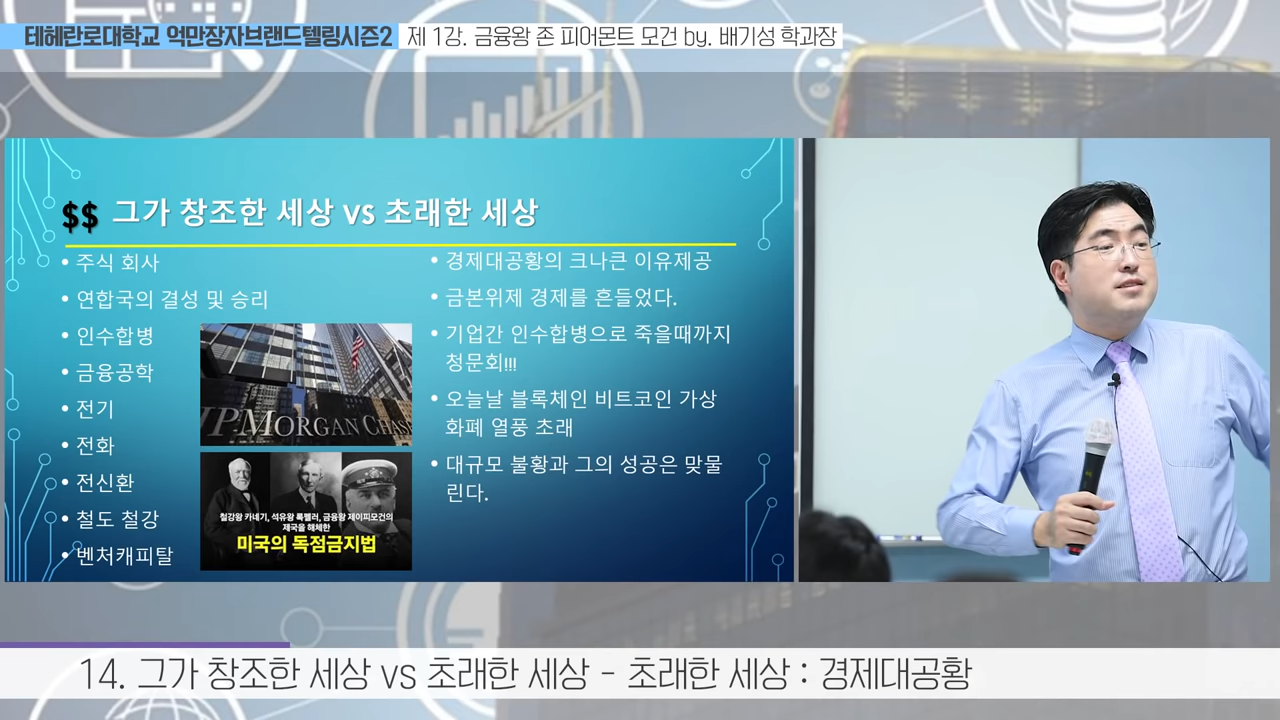 테헤란로대학교 억만장자브랜드텔링시즌2 제 1강. 금융왕 존 피어몬트 모건 by. 배기성 학과장
$$ 그가 창조한 세상 vs 초래한 세상
• 주식 회사
• 연합국의 결성 및 승리
• 인수합병
• 금융공학
• 전기
• 전화
• 전신환
• 철도 철강
• 벤처캐피탈
JPMORGAN CHAS
철강왕 카네기, 석유왕 록펠러, 금융왕 제이피모건의
제국을 해체한
미국의 독점금지법
• 경제대공황의 크나큰 이유제공
• 금본위제 경제를 흔들었다.
• 기업간 인수합병으로 죽을때까지
청문회!!!
• 오늘날 블록체인 비트코인 가상
화폐 열풍 초래
• 대규모 불황과 그의 성공은 맞물
린다.
14. 그가 창조한 세상 vs 초래한 세상 - 초래한 세상 : 경제대공황